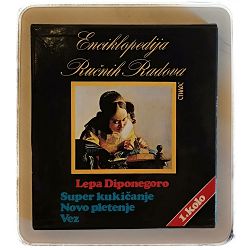 Enciklopedija
Ručnih Radova
Lepa Diponegoro
Super kukičanje
Novo pletenje
Vez
1. kolo